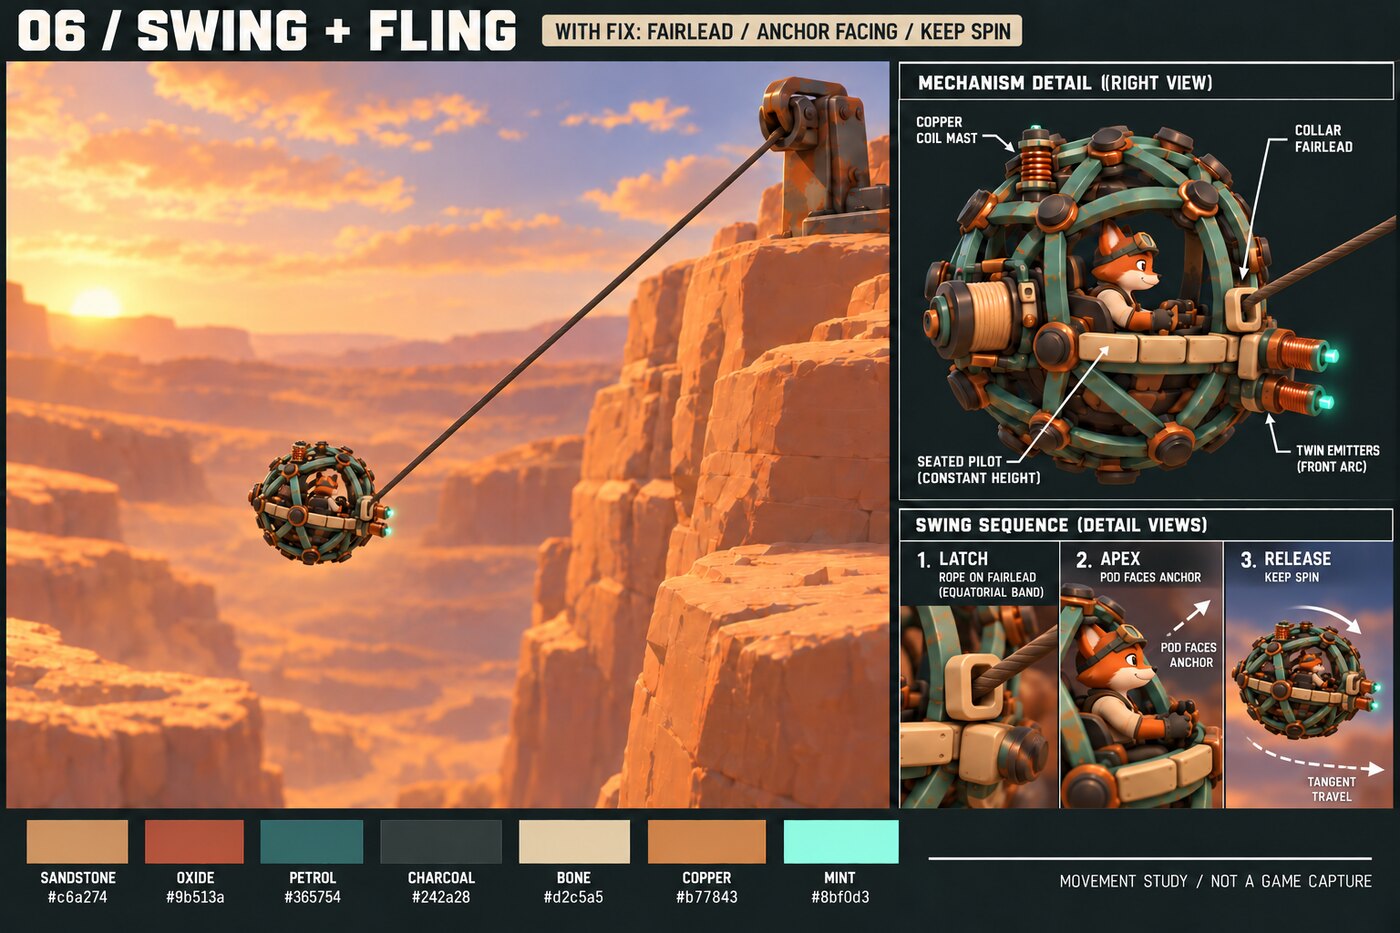 06 / SWING + FLING
WITH FIX: FAIRLEAD / ANCHOR FACING / KEEP SPIN
MECHANISM DETAIL ((RIGHT VIEW)
COPPER
COIL MAST
COLLAR
FAIRLEAD
SEATED PILOT
(CONSTANT HEIGHT)
TWIN EMITTERS
(FRONT ARC)
SWING SEQUENCE (DETAIL VIEWS)
1. LATCH
ROPE ON FAIRLEAD
(EQUATORIAL BAND)
2. APEX
POD FACES ANCHOR
POD FACES
ANCHOR
3. RELEASE
KEEP SPIN
TANGENT
TRAVEL
SANDSTONE
#c6a274
OXIDE
#9b513a
PETROL
#365754
CHARCOAL
#242a28
BONE
#d2c5a5
COPPER
#b77843
MINT
#8bf0d3
MOVEMENT STUDY / NOT A GAME CAPTURE